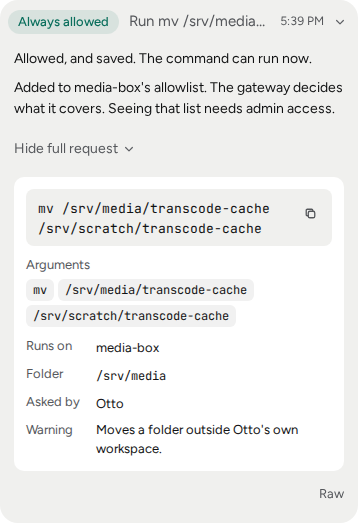 Always allowed Run mv /srv/media... 5:39 PM
Allowed, and saved. The command can run now.
Added to media-box's allowlist. The gateway decides
what it covers. Seeing that list needs admin access.
Hide full request
mv /srv/media/transcode-cache
/srv/scratch/transcode-cache
Arguments
mv /srv/media/transcode-cache
/srv/scratch/transcode-cache
Runs on media-box
Folder /srv/media
Asked by Otto
Warning Moves a folder outside Otto's own
workspace.
Raw